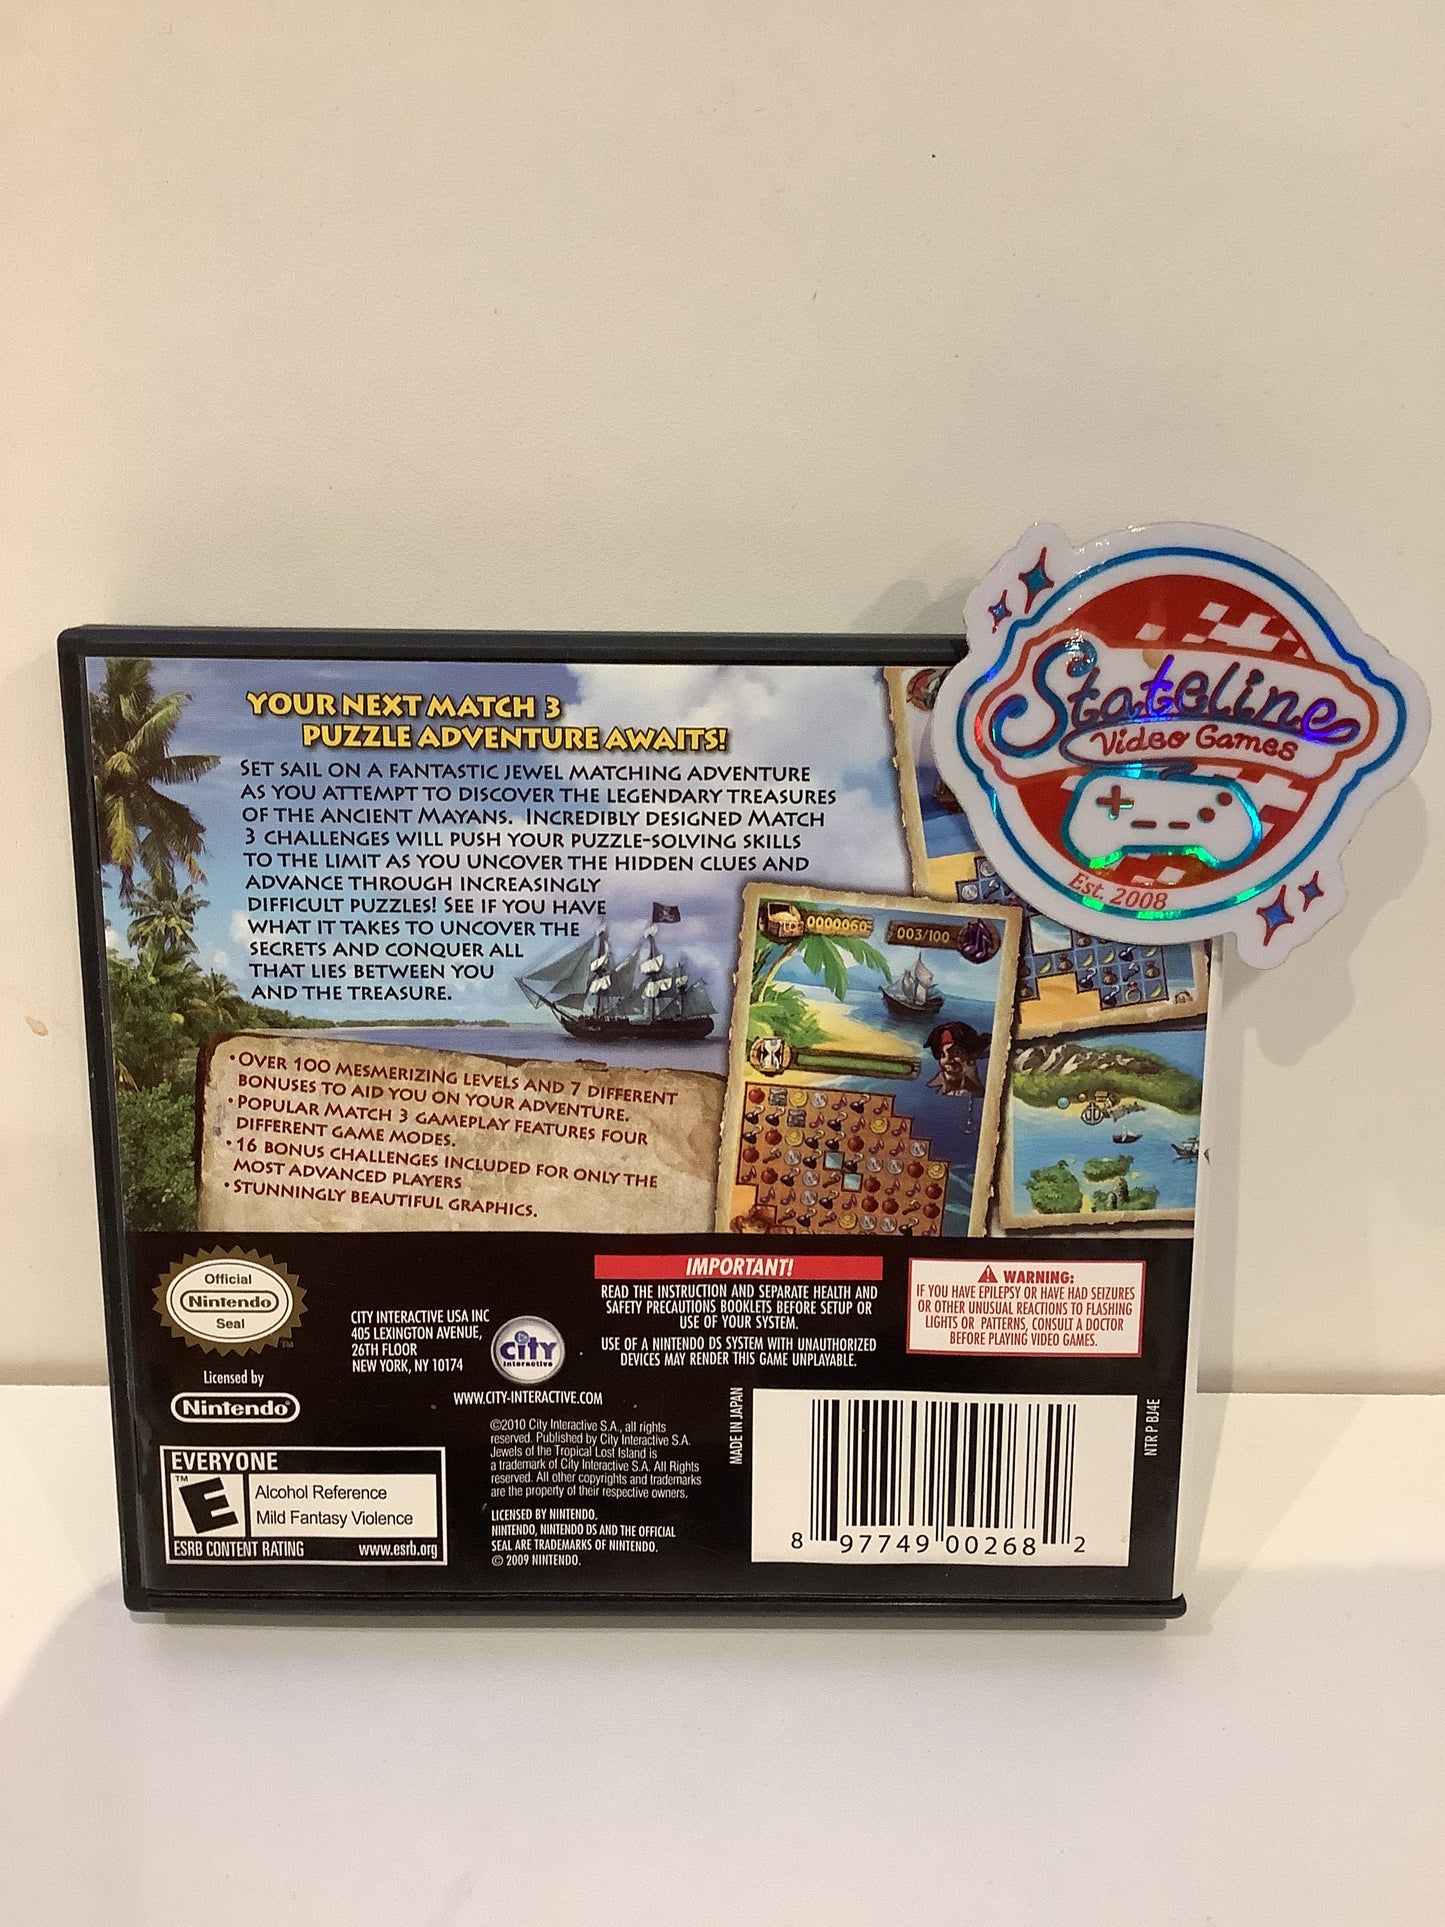 Stateline
Video Games
Est. 2008
YOUR NEXT MATCH 3
PUZZLE ADVENTURE AWAITS!
SET SAIL ON A FANTASTIC JEWEL MATCHING ADVENTURE
AS YOU ATTEMPT TO DISCOVER THE LEGENDARY TREASURES
OF THE ANCIENT MAYANS. INCREDIBLY DESIGNED MATCH
3 CHALLENGES WILL PUSH YOUR PUZZLE-SOLVING SKILLS
TO THE LIMIT AS YOU UNCOVER THE HIDDEN CLUES AND
ADVANCE THROUGH INCREASINGLY
DIFFICULT PUZZLES! SEE IF YOU HAVE
WHAT IT TAKES TO UNCOVER THE
SECRETS AND CONQUER ALL
THAT LIES BETWEEN YOU
AND THE TREASURE.
0000060
003/100
• OVER 100 MESMERIZING LEVELS AND 7 DIFFERENT
BONUSES TO AID YOU ON YOUR ADVENTURE.
• POPULAR MATCH 3 GAMEPLAY FEATURES FOUR
DIFFERENT GAME MODES.
• 16 BONUS CHALLENGES INCLUDED FOR ONLY THE
MOST ADVANCED PLAYERS
• STUNNINGLY BEAUTIFUL GRAPHICS.
Official
Nintendo
Seal
TM
Licensed by
Nintendo
CITY INTERACTIVE USA INC
405 LEXINGTON AVENUE,
26TH FLOOR
NEW YORK, NY 10174
city
interactive
WWW.CITY-INTERACTIVE.COM
IMPORTANT!
READ THE INSTRUCTION AND SEPARATE HEALTH AND
SAFETY PRECAUTIONS BOOKLETS BEFORE SETUP OR
USE OF YOUR SYSTEM.
USE OF A NINTENDO DS SYSTEM WITH UNAUTHORIZED
DEVICES MAY RENDER THIS GAME UNPLAYABLE.
WARNING:
IF YOU HAVE EPILEPSY OR HAVE HAD SEIZURES
OR OTHER UNUSUAL REACTIONS TO FLASHING
LIGHTS OR PATTERNS, CONSULT A DOCTOR
BEFORE PLAYING VIDEO GAMES.
©2010 City Interactive S.A., all rights
reserved. Published by City Interactive S.A.
Jewels of the Tropical Lost Island is
a trademark of City Interactive S.A. All Rights
reserved. All other copyrights and trademarks
are the property of their respective owners.
LICENSED BY NINTENDO.
NINTENDO, NINTENDO DS AND THE OFFICIAL
SEAL ARE TRADEMARKS OF NINTENDO.
© 2009 NINTENDO.
EVERYONE
TM
E
Alcohol Reference
Mild Fantasy Violence
ESRB CONTENT RATING www.esrb.org
MADE IN JAPAN
8 97749 00268 2
NTR P BJ4E